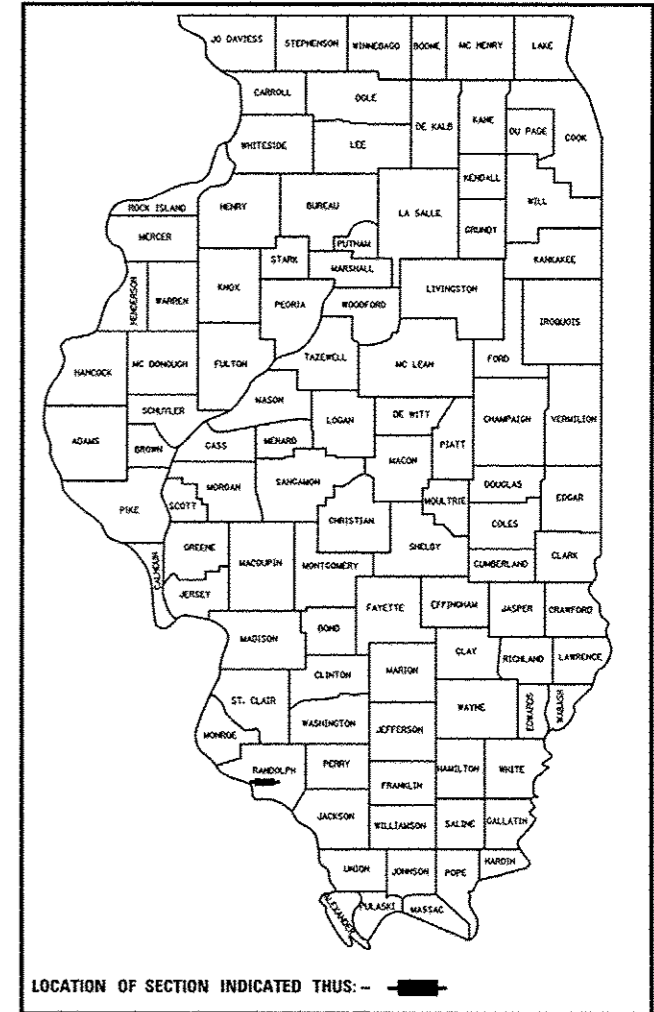 JO DAVIESS STEPHENSON WINNEBAGO BOONE MC HENRY LAKE
CARROLL OGLE DE KALB KANE DU PAGE COOK
WHITESIDE LEE KENDALL WILL
ROCK ISLAND HENRY BUREAU PUTNAM LA SALLE GRUNDY
MERCER STARK MARSHALL KANKAKEE
HENDERSON WARREN KNOX PEORIA WOODFORD LIVINGSTON IROQUOIS
HANCOCK MC DONOUGH FULTON TAZEWELL MC LEAN FORD
SCHUYLER MASON LOGAN DE WITT CHAMPAIGN VERMILION
ADAMS BROWN CASS MENARD MACON PIATT
PIKE SCOTT MORGAN SANGAMON CHRISTIAN MOULTRIE DOUGLAS EDGAR
COLES
CALHOUN GREENE MACOUPIN MONTGOMERY SHELBY CUMBERLAND CLARK
JERSEY FAYETTE EFFINGHAM JASPER CRAWFORD
MADISON BOND CLAY RICHLAND LAWRENCE
CLINTON MARION
ST. CLAIR WASHINGTON JEFFERSON WAYNE EDWARDS WABASH
MONROE
RANDOLPH PERRY FRANKLIN HAMILTON WHITE
JACKSON WILLIAMSON SALINE GALLATIN
UNION JOHNSON POPE HARDIN
ALEXANDER PULASKI MASSAC
LOCATION OF SECTION INDICATED THUS: -